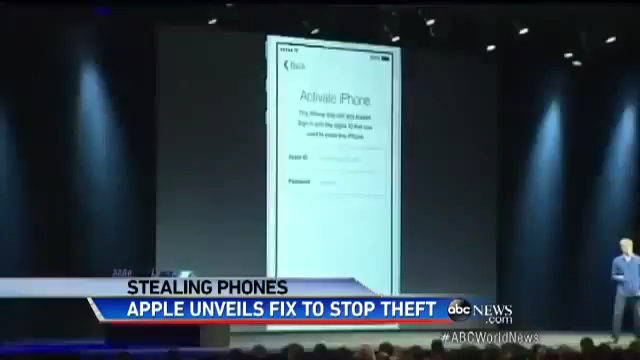 Back
Activate iPhone
Apple ID
Password
STEALING PHONES
APPLE UNVEILS FIX TO STOP THEFT
abc NEWS
.com
#ABCWorldNews